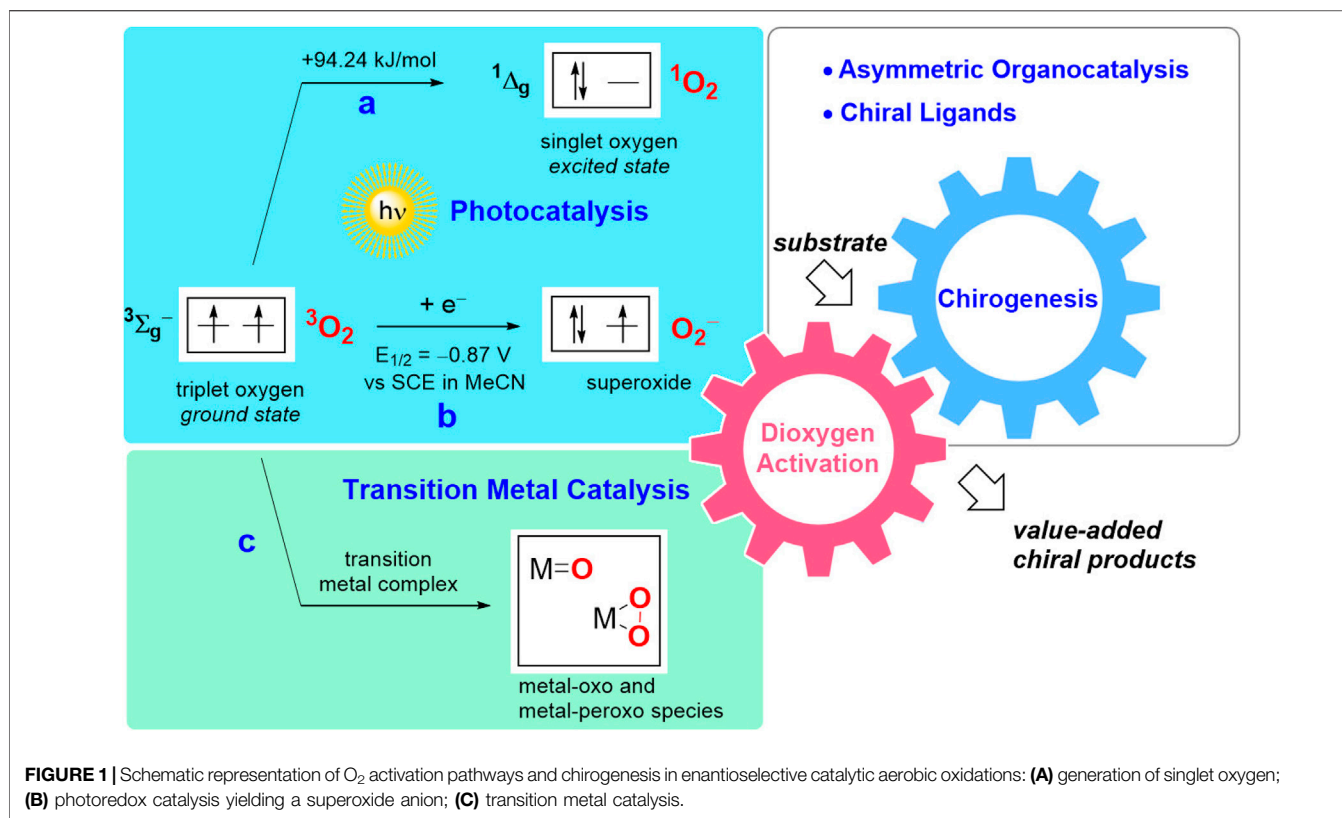 +94.24 kJ/mol
a
¹Δg
¹O₂
singlet oxygen
excited state
hν
Photocatalysis
³Σg⁻
³O₂
triplet oxygen
ground state
+ e⁻
E1/2 = −0.87 V
vs SCE in MeCN
b
O₂⁻
superoxide
• Asymmetric Organocatalysis
• Chiral Ligands
substrate
Chirogenesis
Dioxygen
Activation
value-added
chiral products
Transition Metal Catalysis
c
transition
metal complex
M=O
O
M
O
metal-oxo and
metal-peroxo species
FIGURE 1 | Schematic representation of O₂ activation pathways and chirogenesis in enantioselective catalytic aerobic oxidations: (A) generation of singlet oxygen;
(B) photoredox catalysis yielding a superoxide anion; (C) transition metal catalysis.